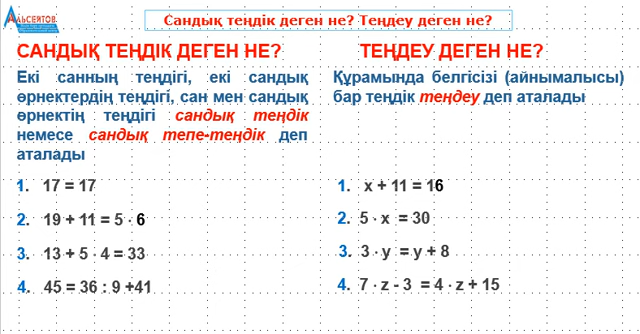 Альсейтов
Сандық теңдік деген не? Теңдеу деген не?
САНДЫҚ ТЕҢДІК ДЕГЕН НЕ?
Екі санның теңдігі, екі сандық
өрнектердің теңдігі, сан мен сандық
өрнектің теңдігі сандық теңдік
немесе сандық тепе-теңдік деп
аталады
1. 17 = 17
2. 19 + 11 = 5 · 6
3. 13 + 5 · 4 = 33
4. 45 = 36 : 9 +41
ТЕҢДЕУ ДЕГЕН НЕ?
Құрамында белгісізі (айнымалысы)
бар теңдік теңдеу деп аталады
1. x + 11 = 16
2. 5 · x = 30
3. 3 · y = y + 8
4. 7 · z - 3 = 4 · z + 15